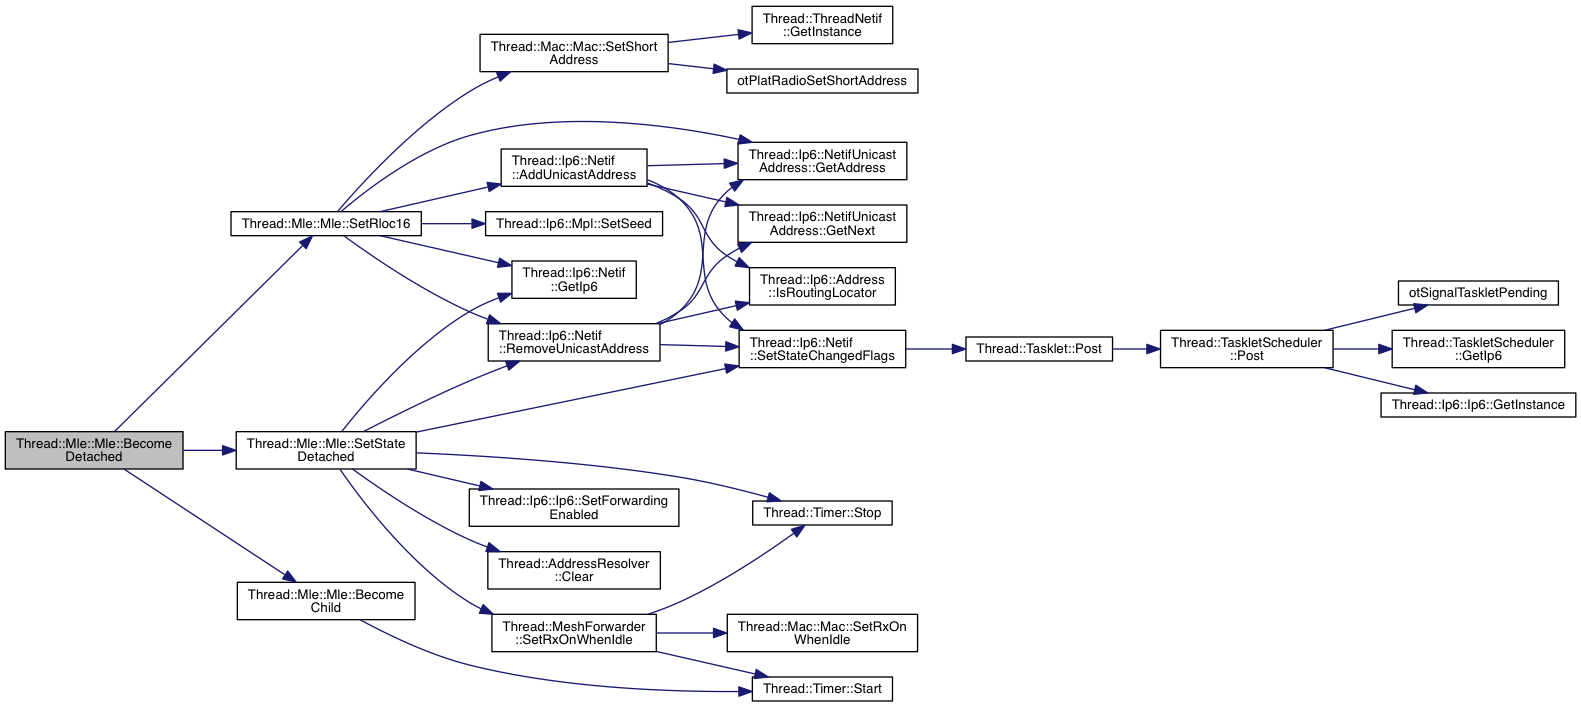 Thread::ThreadNetif
::GetInstance
Thread::Mac::Mac::SetShort
Address
otPlatRadioSetShortAddress
Thread::Ip6::NetifUnicast
Address::GetAddress
Thread::Ip6::Netif
::AddUnicastAddress
Thread::Mle::Mle::SetRloc16
Thread::Ip6::Mpl::SetSeed
Thread::Ip6::NetifUnicast
Address::GetNext
Thread::Ip6::Netif
::GetIp6
Thread::Ip6::Address
::IsRoutingLocator
otSignalTaskletPending
Thread::Ip6::Netif
::RemoveUnicastAddress
Thread::Ip6::Netif
::SetStateChangedFlags
Thread::Tasklet::Post
Thread::TaskletScheduler
::Post
Thread::TaskletScheduler
::GetIp6
Thread::Ip6::Ip6::GetInstance
Thread::Mle::Mle::Become
Detached
Thread::Mle::Mle::SetState
Detached
Thread::Ip6::Ip6::SetForwarding
Enabled
Thread::Timer::Stop
Thread::AddressResolver
::Clear
Thread::Mle::Mle::Become
Child
Thread::MeshForwarder
::SetRxOnWhenIdle
Thread::Mac::Mac::SetRxOn
WhenIdle
Thread::Timer::Start